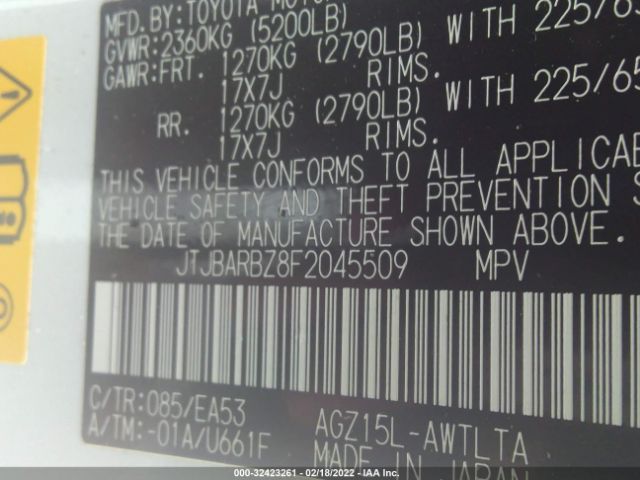 MFD.BY:TOYOTA MOTOR
GVWR:2360KG (5200LB)
GAWR:FRT. 1270KG (2790LB) WITH 225/65
17X7J RIMS.
RR. 1270KG (2790LB) WITH 225/65
17X7J RIMS.
THIS VEHICLE CONFORMS TO ALL APPLICAB
VEHICLE SAFETY AND THEFT PREVENTION S
THE DATE OF MANUFACTURE SHOWN ABOVE.
JTJBARBZ8F2045509 MPV
C/TR:085/EA53 AGZ15L-AWTLTA
A/TM:-01A/U661F MADE IN JAPAN
000-32423261 - 02/18/2022 - IAA Inc.